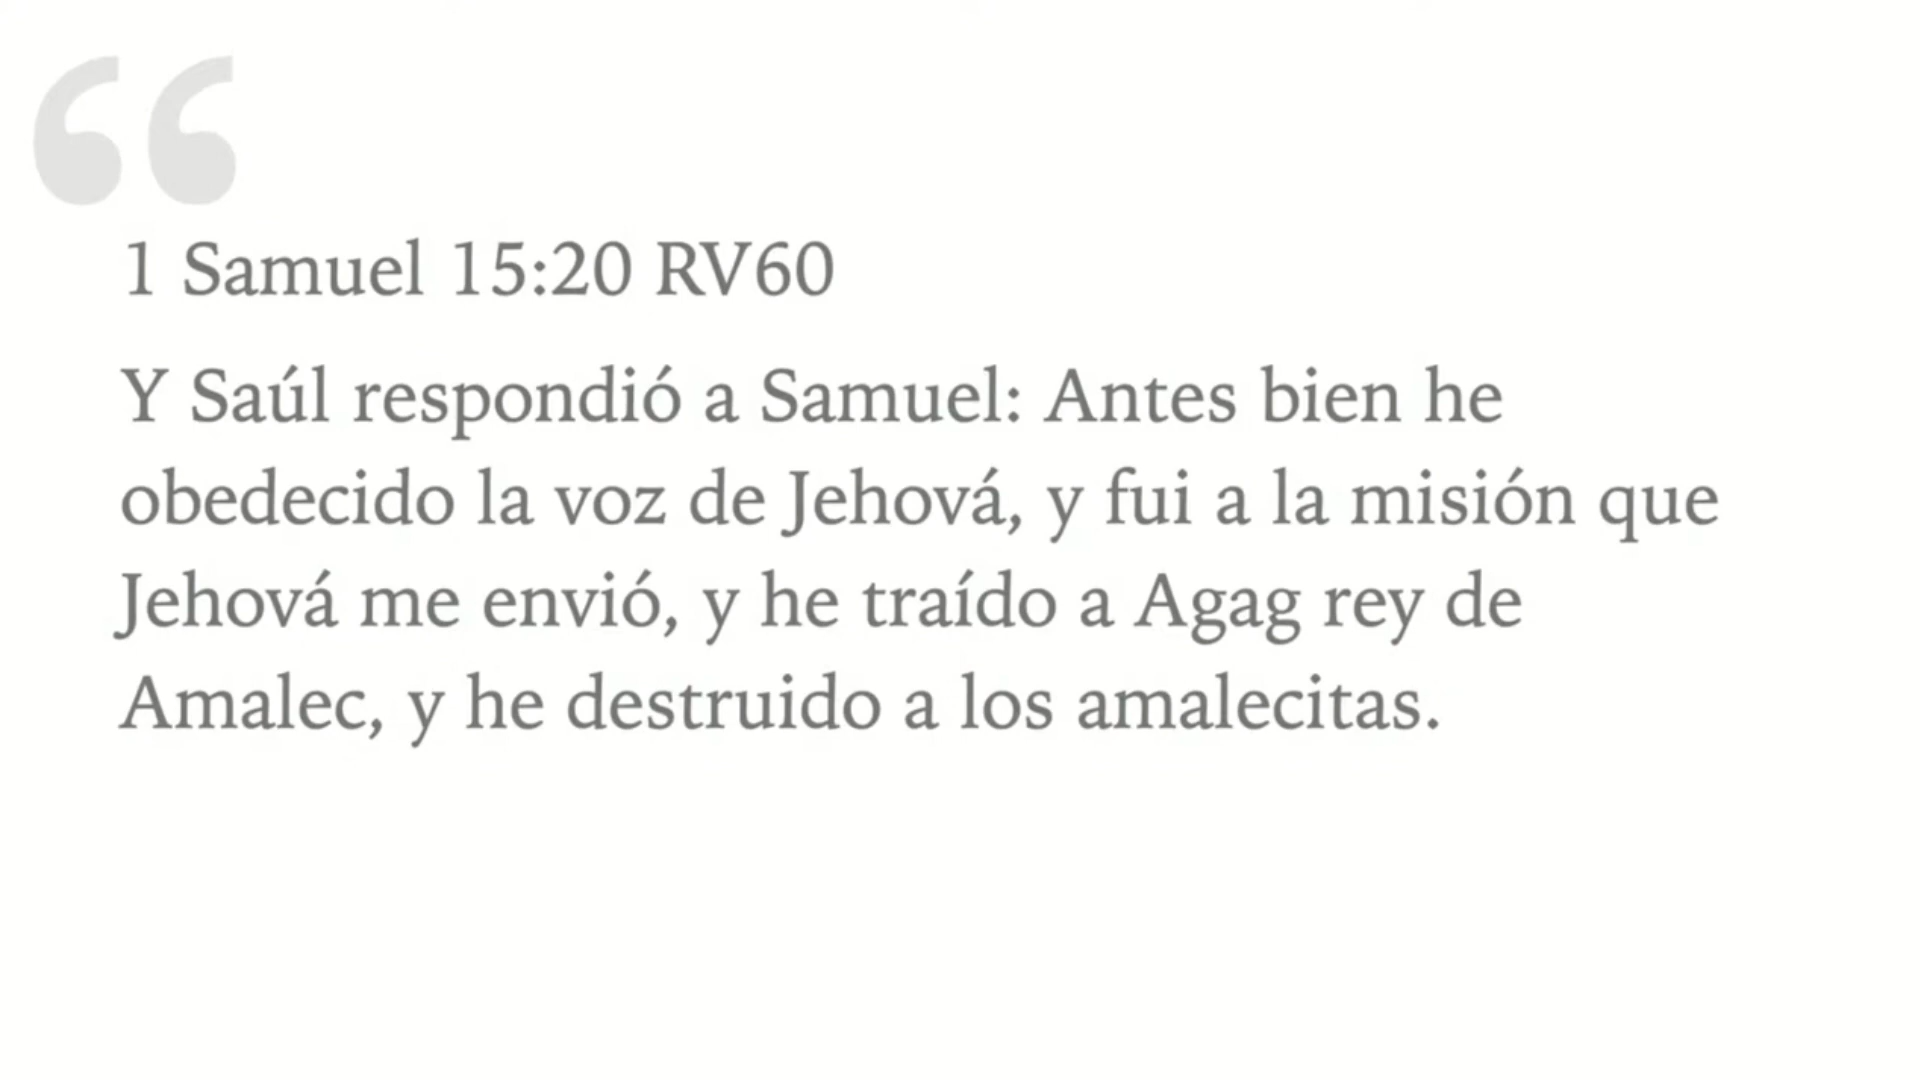 “
1 Samuel 15:20 RV60
Y Saúl respondió a Samuel: Antes bien he
obedecido la voz de Jehová, y fui a la misión que
Jehová me envió, y he traído a Agag rey de
Amalec, y he destruido a los amalecitas.